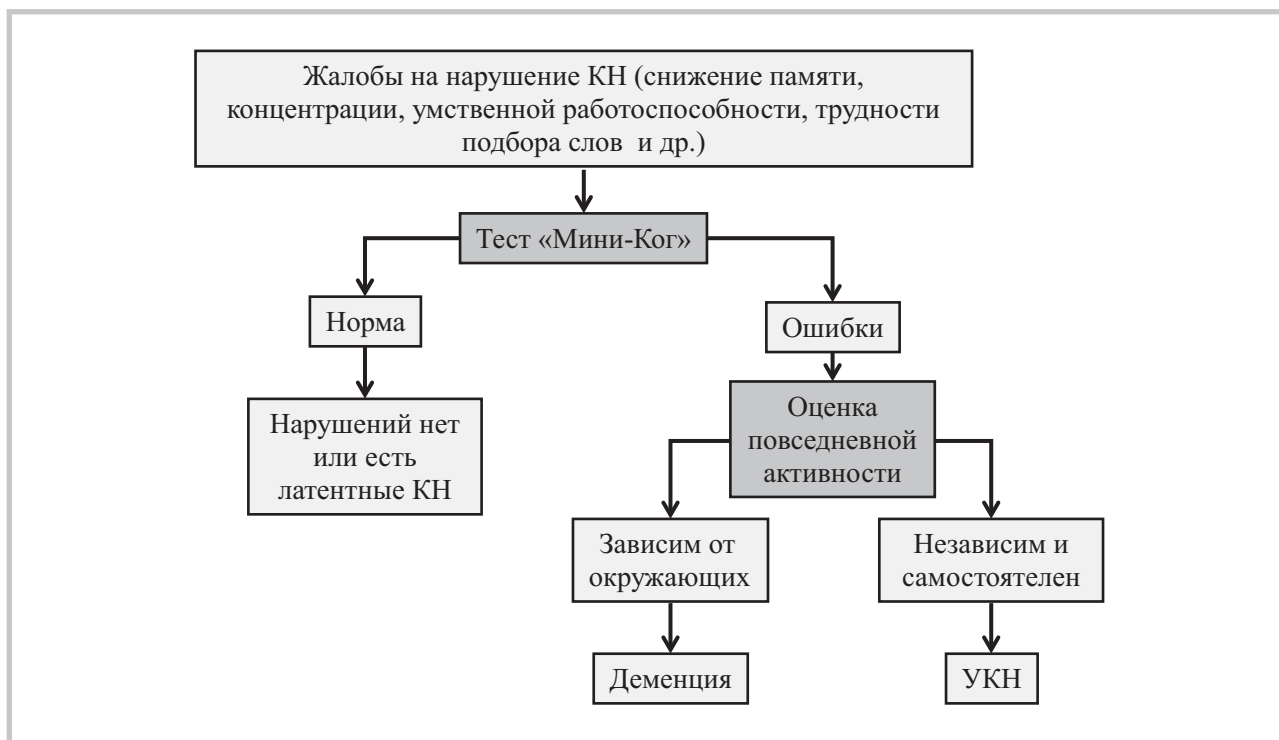 Жалобы на нарушение КН (снижение памяти,
концентрации, умственной работоспособности, трудности
подбора слов и др.)
Тест «Мини-Ког»
Норма
Ошибки
Нарушений нет
или есть
латентные КН
Оценка
повседневной
активности
Зависим от
окружающих
Независим и
самостоятелен
Деменция
УКН